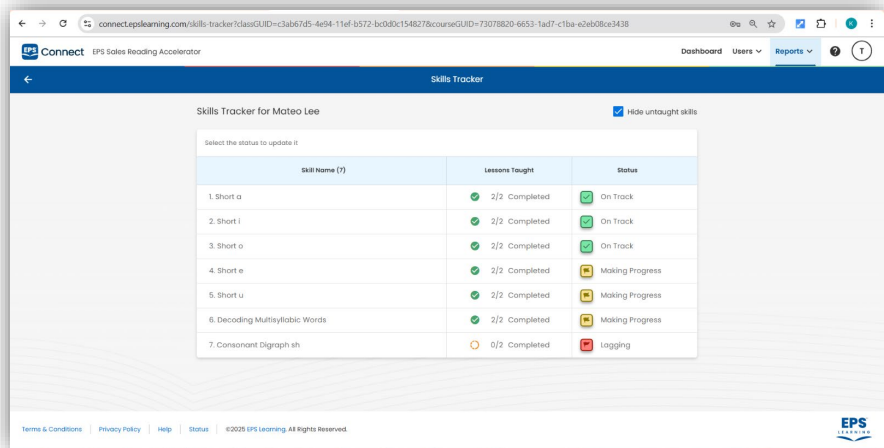 connect.epslearning.com/skills-tracker?classGUID=c3ab67d5-4e94-11ef-b572-bc0d0c154827&courseGUID=73078820-6653-1ad7-c1ba-e2eb08ce3438
K
EPS Connect EPS Sales Reading Accelerator Dashboard Users Reports ? T
Skills Tracker
Skills Tracker for Mateo Lee Hide untaught skills
Select the status to update it
Skill Name (7) Lessons Taught Status
1. Short a 2/2 Completed On Track
2. Short i 2/2 Completed On Track
3. Short o 2/2 Completed On Track
4. Short e 2/2 Completed Making Progress
5. Short u 2/2 Completed Making Progress
6. Decoding Multisyllabic Words 2/2 Completed Making Progress
7. Consonant Digraph sh 0/2 Completed Lagging
Terms & Conditions Privacy Policy Help Status ©2025 EPS Learning. All Rights Reserved.
EPS
LEARNING